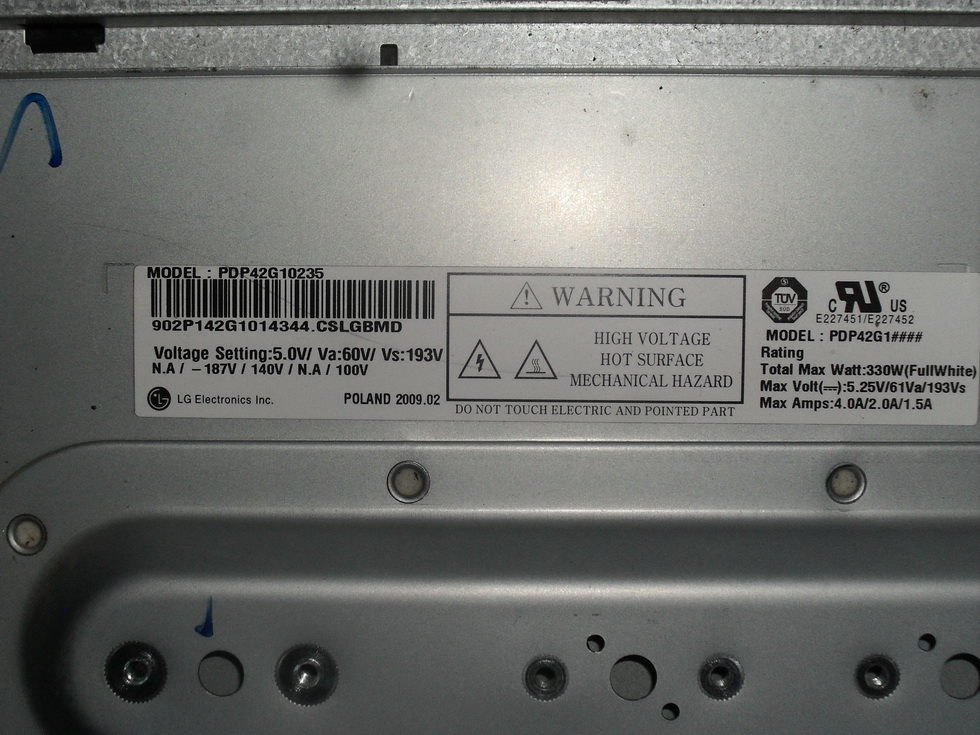 MODEL : PDP42G10235
902P142G1014344.CSLGBMD
Voltage Setting:5.0V/ Va:60V/ Vs:193V
N.A / -187V / 140V / N.A / 100V
LG Electronics Inc.
POLAND 2009.02
WARNING
HIGH VOLTAGE
HOT SURFACE
MECHANICAL HAZARD
DO NOT TOUCH ELECTRIC AND POINTED PART
TUV
C RU ® US
E227451/E227452
MODEL : PDP42G1####
Rating
Total Max Watt:330W(FullWhite)
Max Volt(⎓):5.25V/61Va/193Vs
Max Amps:4.0A/2.0A/1.5A